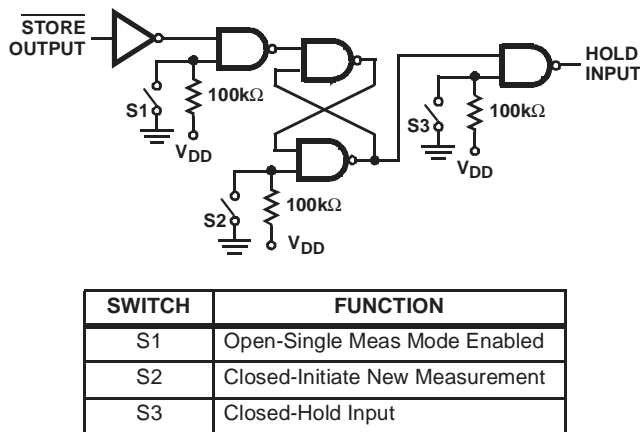 STORE
OUTPUT
HOLD
INPUT
100kΩ
S1
VDD
100kΩ
S3
VDD
100kΩ
S2
VDD
SWITCH FUNCTION
S1 Open-Single Meas Mode Enabled
S2 Closed-Initiate New Measurement
S3 Closed-Hold Input